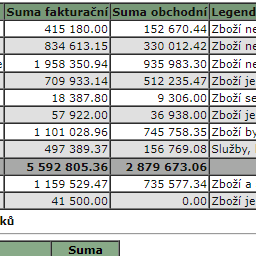 Suma fakturační Suma obchodní Legend
415 180.00 152 670.44 Zboží ne
834 613.15 330 012.42 Zboží ne
e 1 958 350.94 935 983.30 Zboží ne
709 933.14 512 235.47 Zboží je
18 387.80 9 306.00 Zboží se
57 922.00 36 938.00 Zboží je
1 101 028.96 745 758.35 Zboží by
497 389.37 156 769.08 Služby,
5 592 805.36 2 879 673.06
1 159 529.47 735 577.34 Zboží a
41 500.00 0.00 Zboží je
ků
Suma